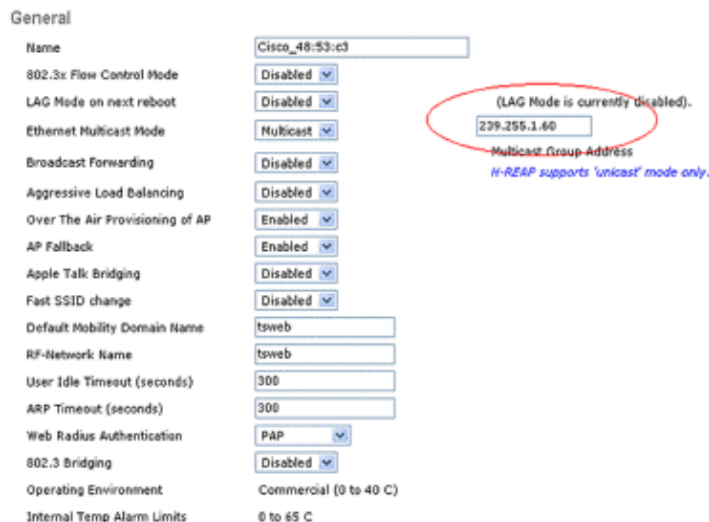 General
Name Cisco_48:53:c3
802.3x Flow Control Mode Disabled
LAG Mode on next reboot Disabled (LAG Mode is currently disabled).
Ethernet Multicast Mode Multicast 239.255.1.60
Multicast Group Address
Broadcast Forwarding Disabled
H-REAP supports 'unicast' mode only.
Aggressive Load Balancing Disabled
Over The Air Provisioning of AP Enabled
AP Fallback Enabled
Apple Talk Bridging Disabled
Fast SSID change Disabled
Default Mobility Domain Name tsweb
RF-Network Name tsweb
User Idle Timeout (seconds) 300
ARP Timeout (seconds) 300
Web Radius Authentication PAP
802.3 Bridging Disabled
Operating Environment Commercial (0 to 40 C)
Internal Temp Alarm Limits 0 to 65 C